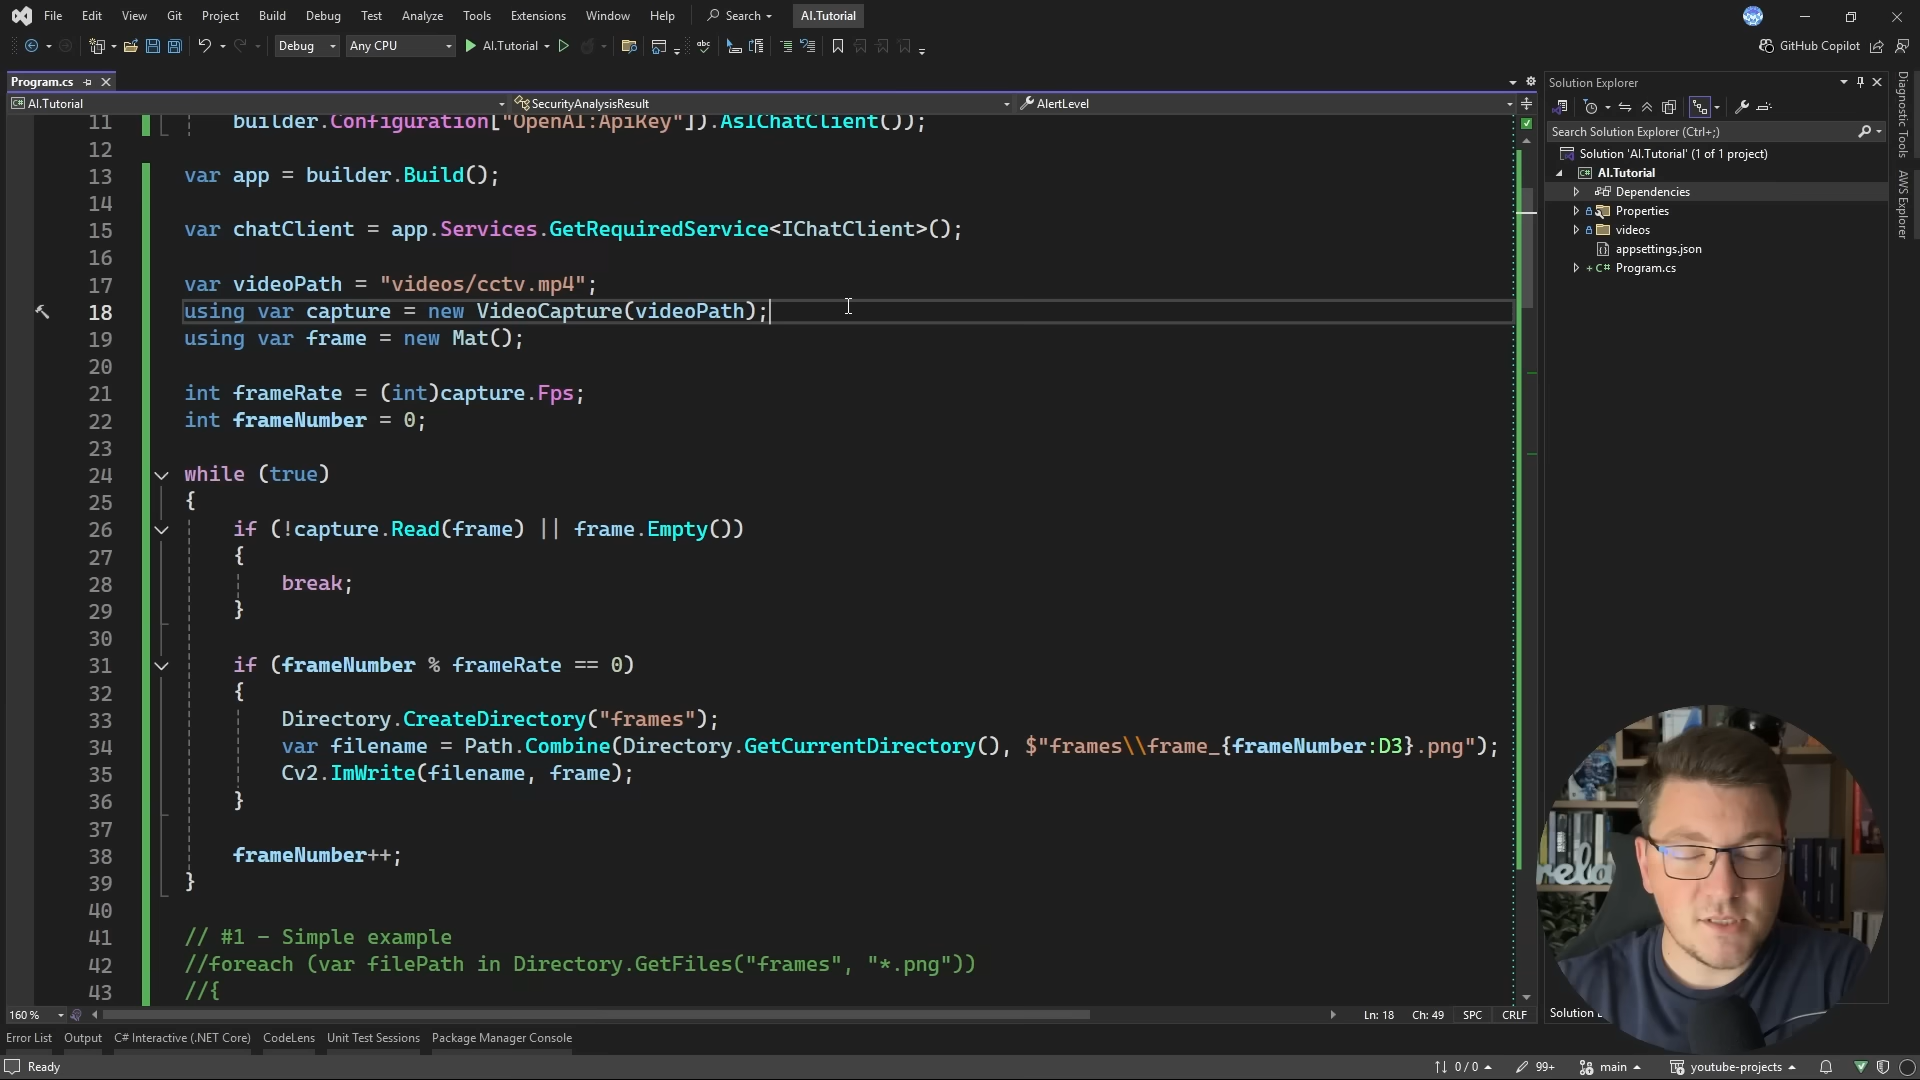 File Edit View Git Project Build Debug Test Analyze Tools Extensions Window Help Search AI.Tutorial
Debug Any CPU AI.Tutorial GitHub Copilot
Program.cs
AI.Tutorial SecurityAnalysisResult AlertLevel
11 builder.Configuration["OpenAI:ApiKey"]).AsIChatClient());
12
13 var app = builder.Build();
14
15 var chatClient = app.Services.GetRequiredService<IChatClient>();
16
17 var videoPath = "videos/cctv.mp4";
18 using var capture = new VideoCapture(videoPath);
19 using var frame = new Mat();
20
21 int frameRate = (int)capture.Fps;
22 int frameNumber = 0;
23
24 while (true)
25 {
26 if (!capture.Read(frame) || frame.Empty())
27 {
28 break;
29 }
30
31 if (frameNumber % frameRate == 0)
32 {
33 Directory.CreateDirectory("frames");
34 var filename = Path.Combine(Directory.GetCurrentDirectory(), $"frames\\frame_{frameNumber:D3}.png");
35 Cv2.ImWrite(filename, frame);
36 }
37
38 frameNumber++;
39 }
40
41 // #1 - Simple example
42 //foreach (var filePath in Directory.GetFiles("frames", "*.png"))
43 //{
160 % Ln: 18 Ch: 49 SPC CRLF
Error List Output C# Interactive (.NET Core) CodeLens Unit Test Sessions Package Manager Console
Ready 0 / 0 99+ main youtube-projects
Solution Explorer
Search Solution Explorer (Ctrl+;)
Solution 'AI.Tutorial' (1 of 1 project)
AI.Tutorial
Dependencies
Properties
videos
appsettings.json
Program.cs
Solution
Diagnostic Tools
AWS Explorer